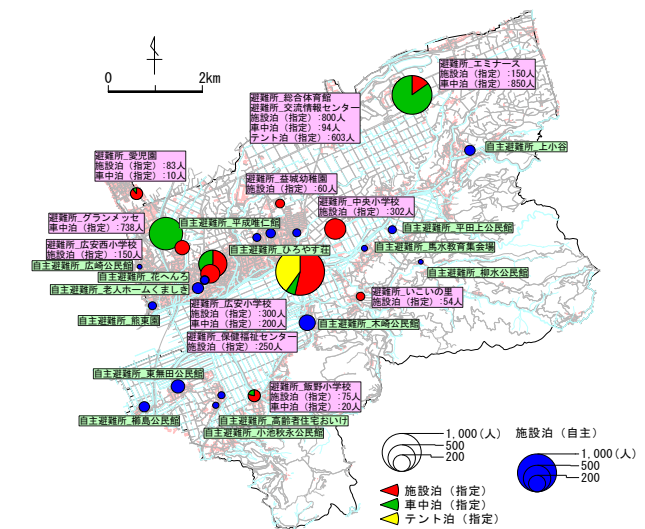 0 2km
避難所_エミナース
施設泊（指定）:150人
車中泊（指定）:850人
避難所_総合体育館
避難所_交流情報センター
施設泊（指定）:800人
車中泊（指定）:94人
テント泊（指定）:603人
自主避難所_上小谷
避難所_愛児園
施設泊（指定）:83人
車中泊（指定）:10人
避難所_益城幼稚園
施設泊（指定）:60人
避難所_中央小学校
施設泊（指定）:302人
避難所_グランメッセ
車中泊（指定）:738人
自主避難所_平成唯仁館
自主避難所_平田上公民館
避難所_広安西小学校
施設泊（指定）:150人
自主避難所_ひろやす荘
自主避難所_馬水教育集会場
自主避難所_広崎公民館
自主避難所_花へんろ
自主避難所_柳水公民館
自主避難所_老人ホームくましき
避難所_いこいの里
施設泊（指定）:54人
避難所_広安小学校
施設泊（指定）:300人
車中泊（指定）:200人
自主避難所_熊東園
自主避難所_木崎公民館
避難所_保健福祉センター
施設泊（指定）:250人
自主避難所_東無田公民館
避難所_飯野小学校
施設泊（指定）:75人
車中泊（指定）:20人
自主避難所_櫛島公民館
自主避難所_高齢者住宅おいけ
自主避難所_小池秋永公民館
1,000(人)
500
200
施設泊（指定）
車中泊（指定）
テント泊（指定）
施設泊（自主）
1,000(人)
500
200